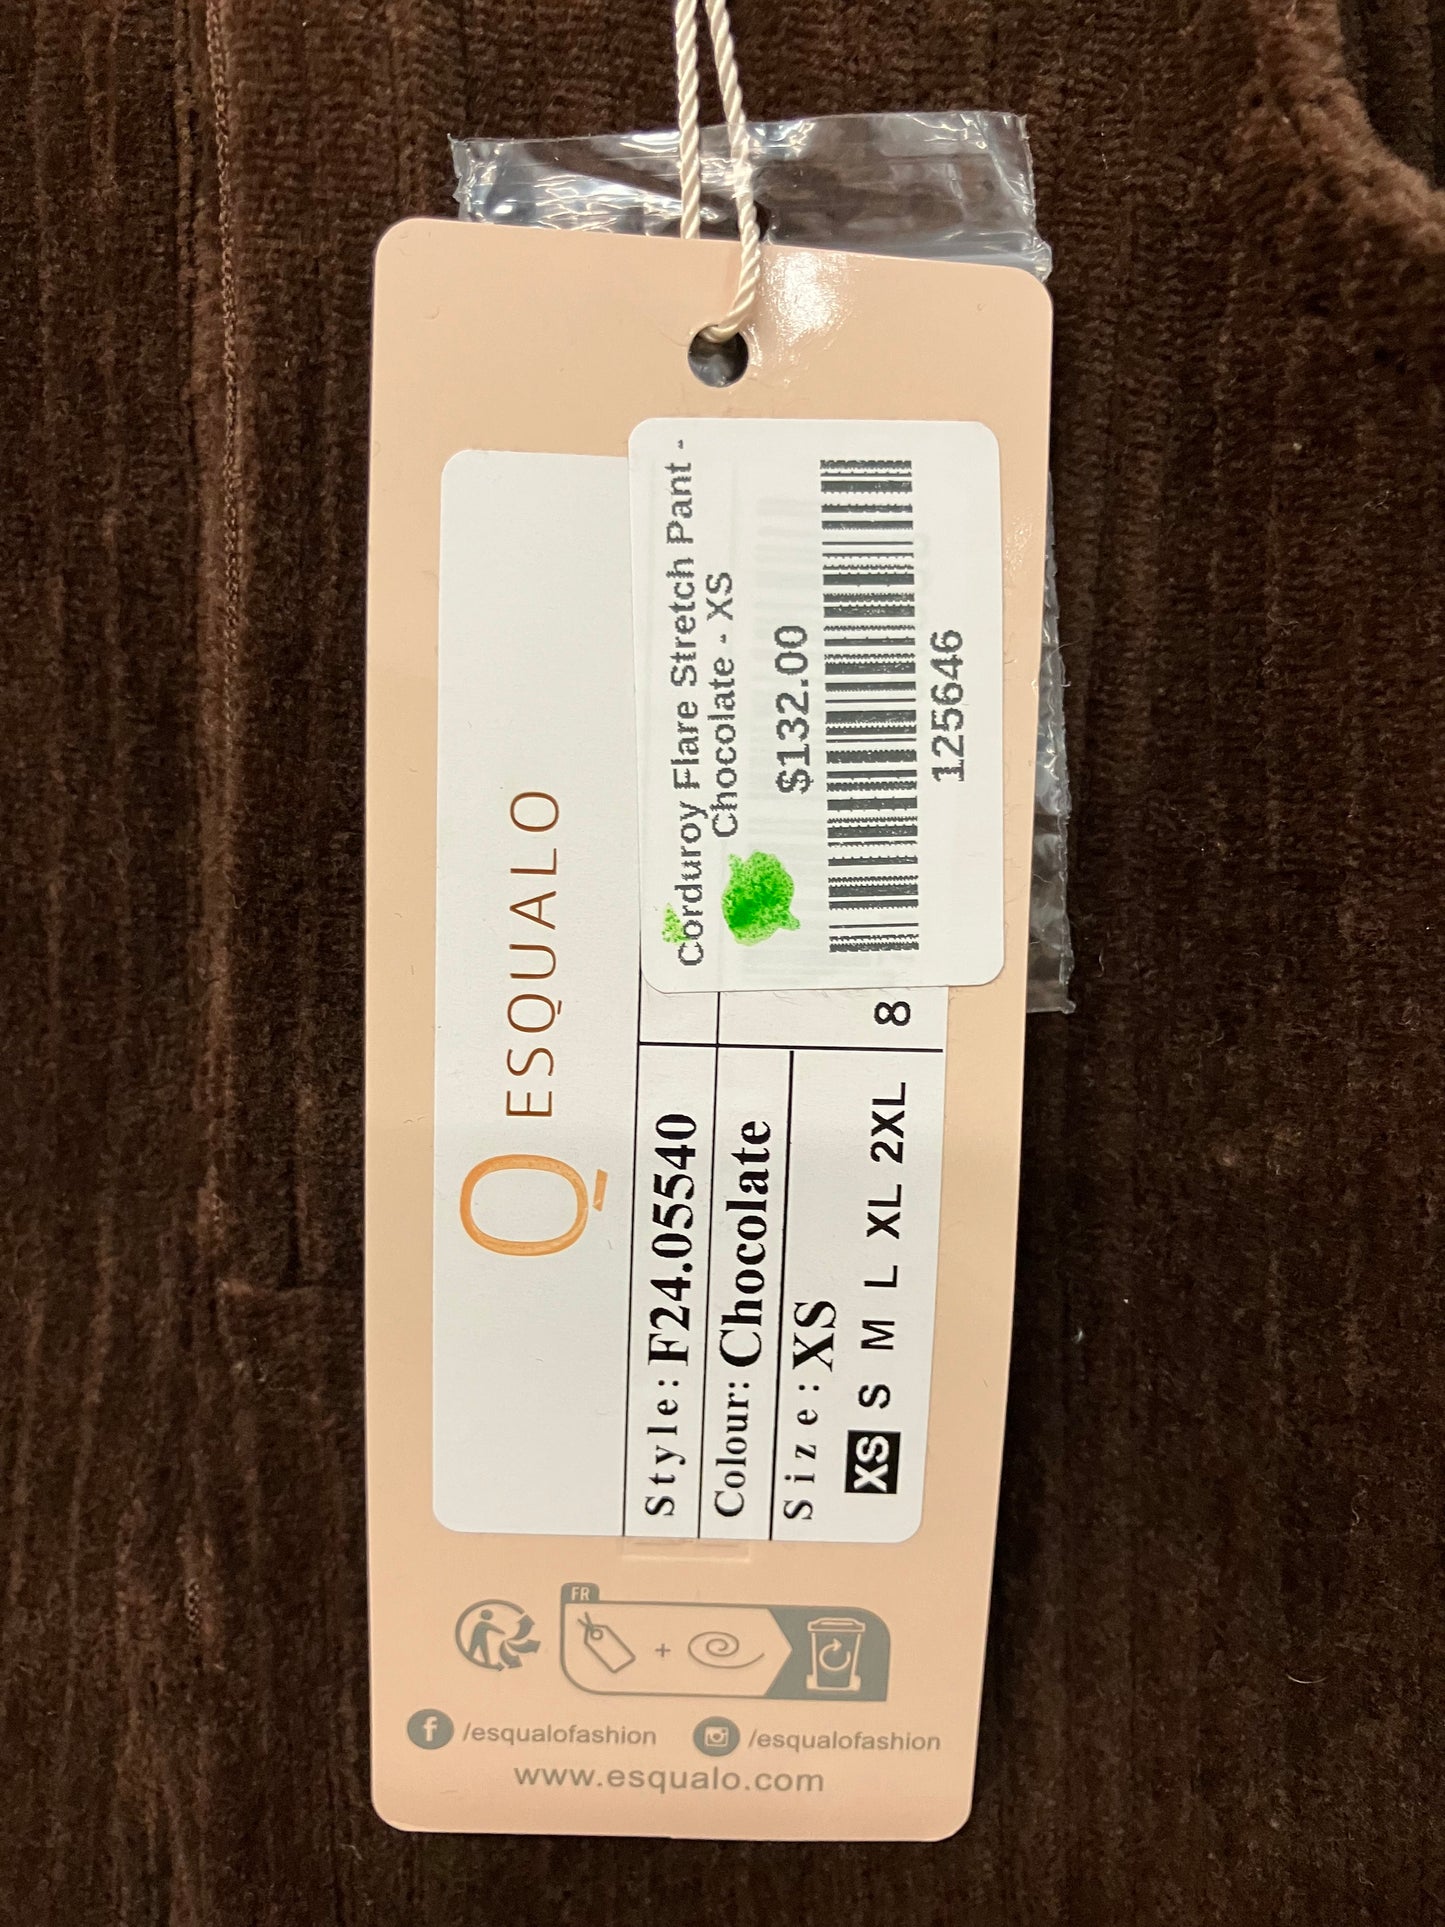 Corduroy Flare Stretch Pant -
Chocolate - XS
$132.00
125646
Q ESQUALO
Style: F24.05540
Colour: Chocolate
Size: XS
XS S M L XL 2XL
8
FR
+
/esqualofashion
/esqualofashion
www.esqualo.com